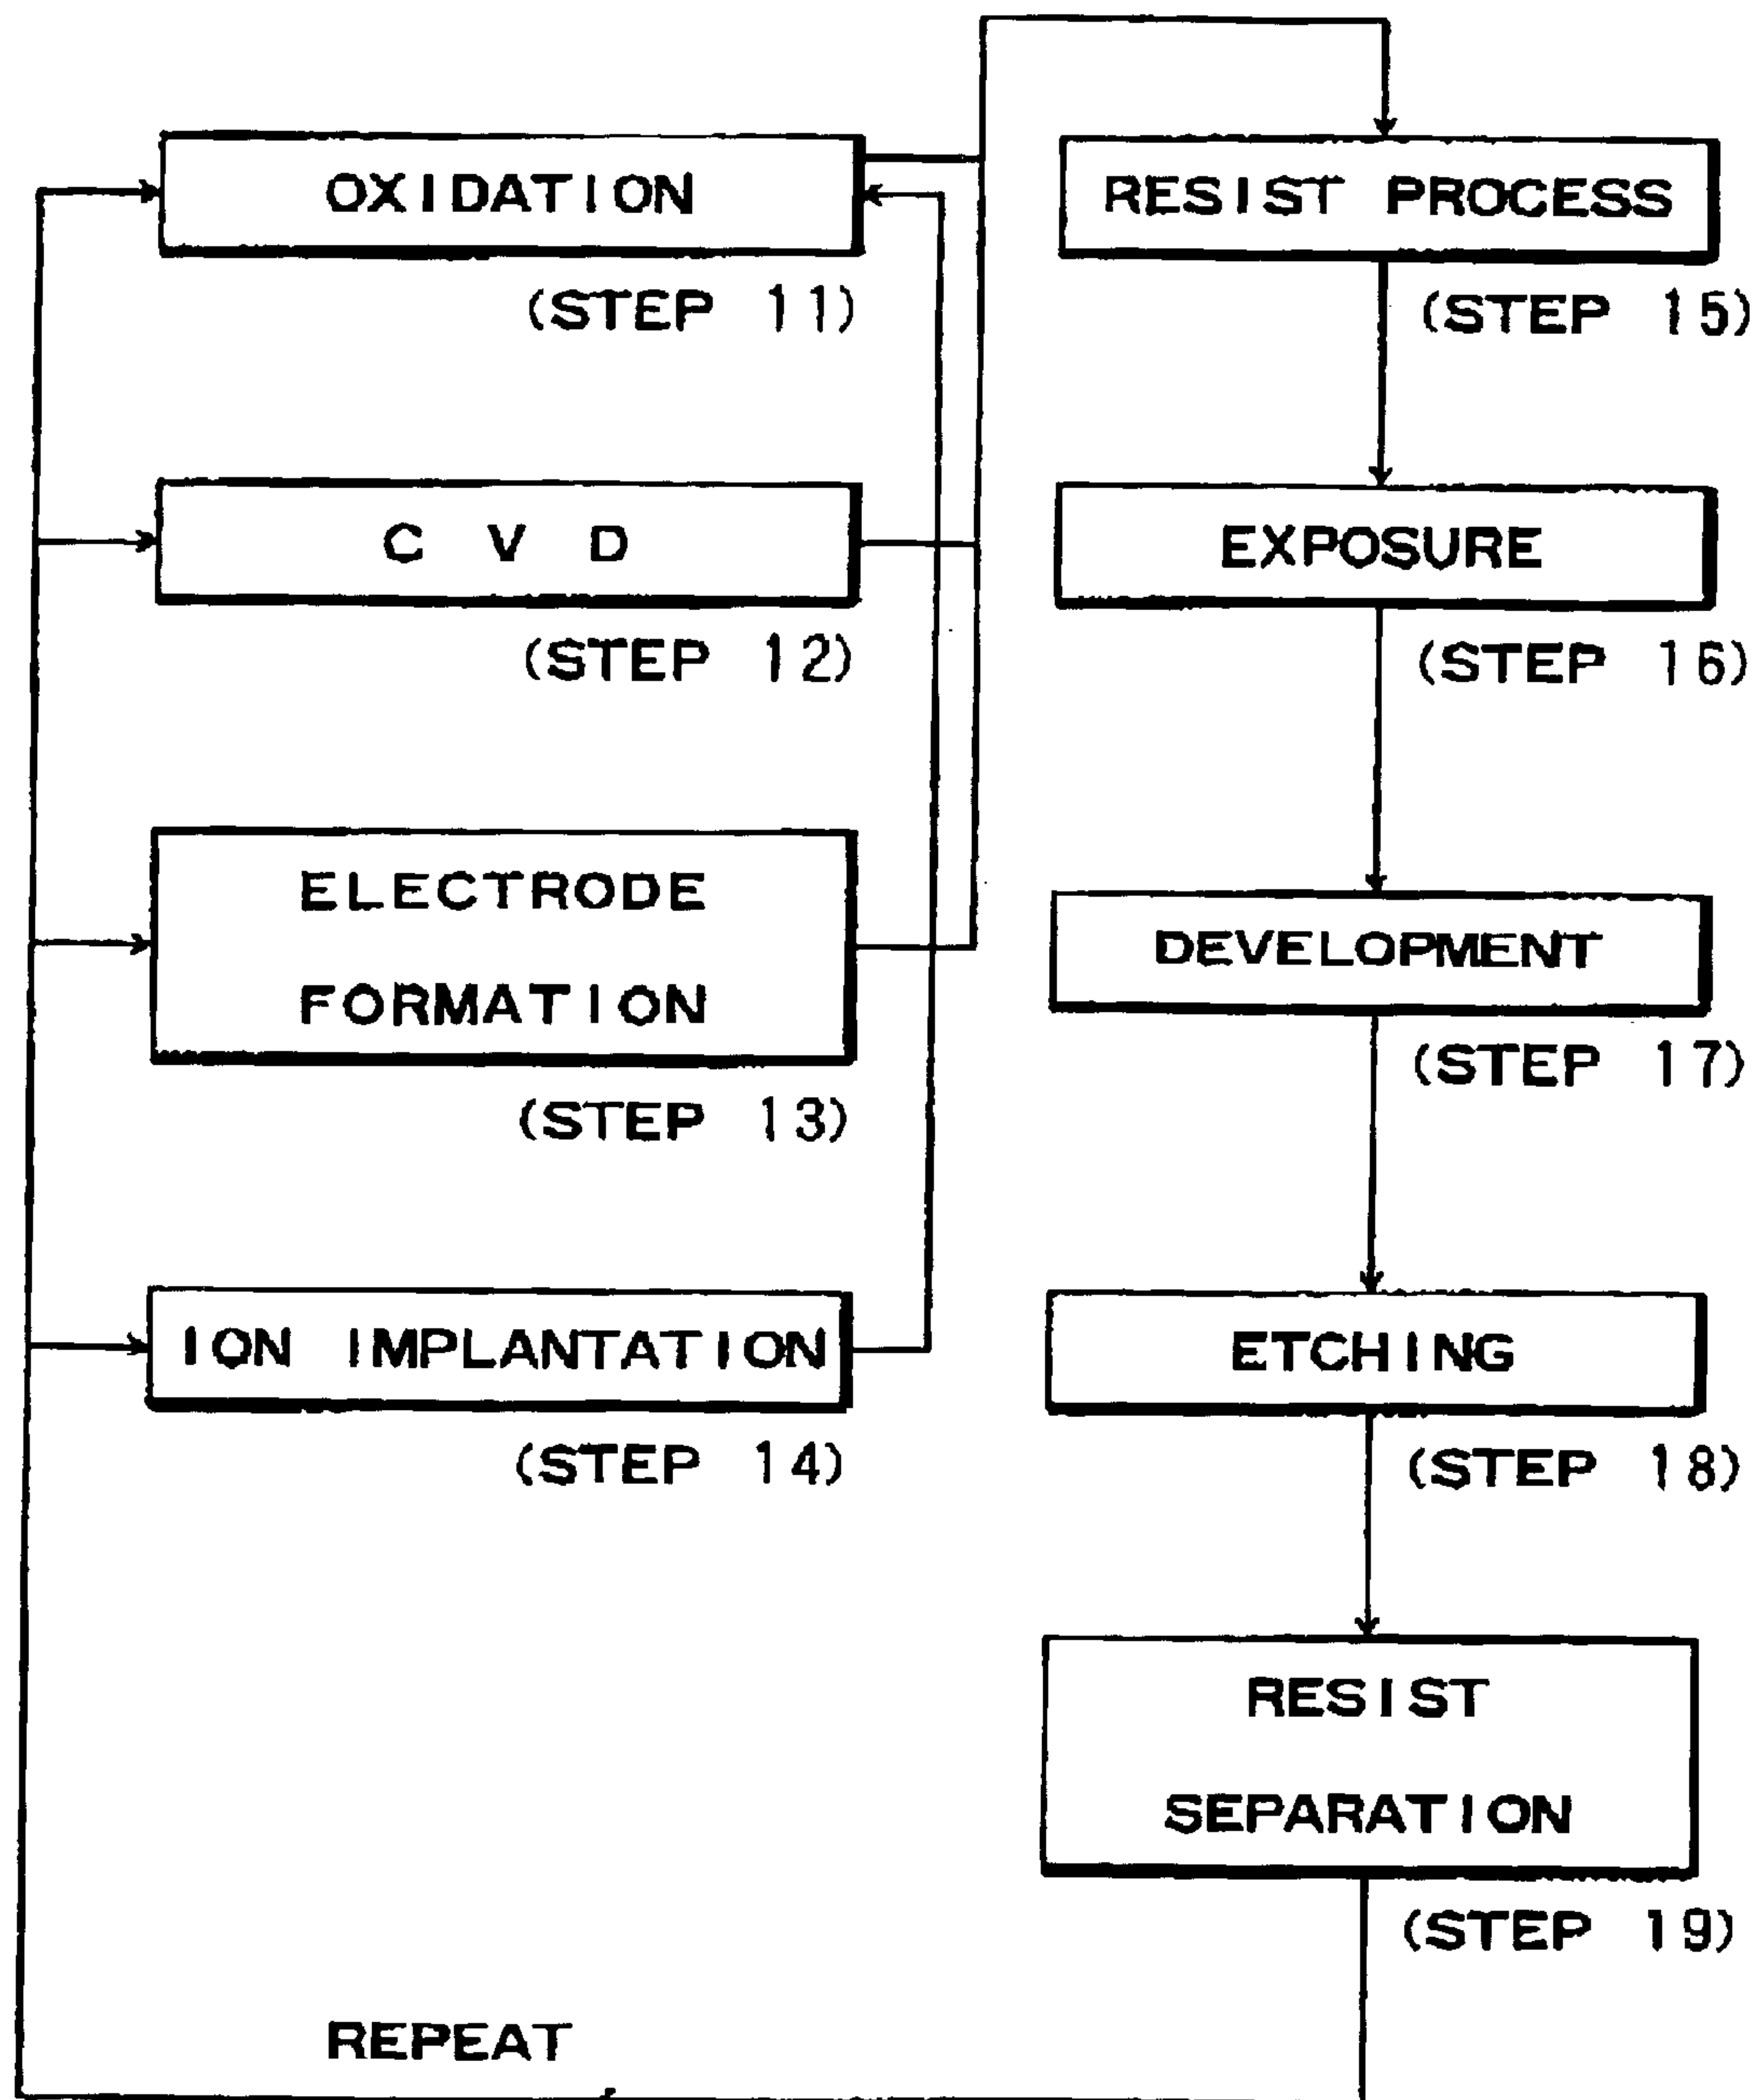 OXIDATION
(STEP 11)
CVD
(STEP 12)
ELECTRODE
FORMATION
(STEP 13)
ION IMPLANTATION
(STEP 14)
RESIST PROCESS
(STEP 15)
EXPOSURE
(STEP 16)
DEVELOPMENT
(STEP 17)
ETCHING
(STEP 18)
RESIST
SEPARATION
(STEP 19)
REPEAT